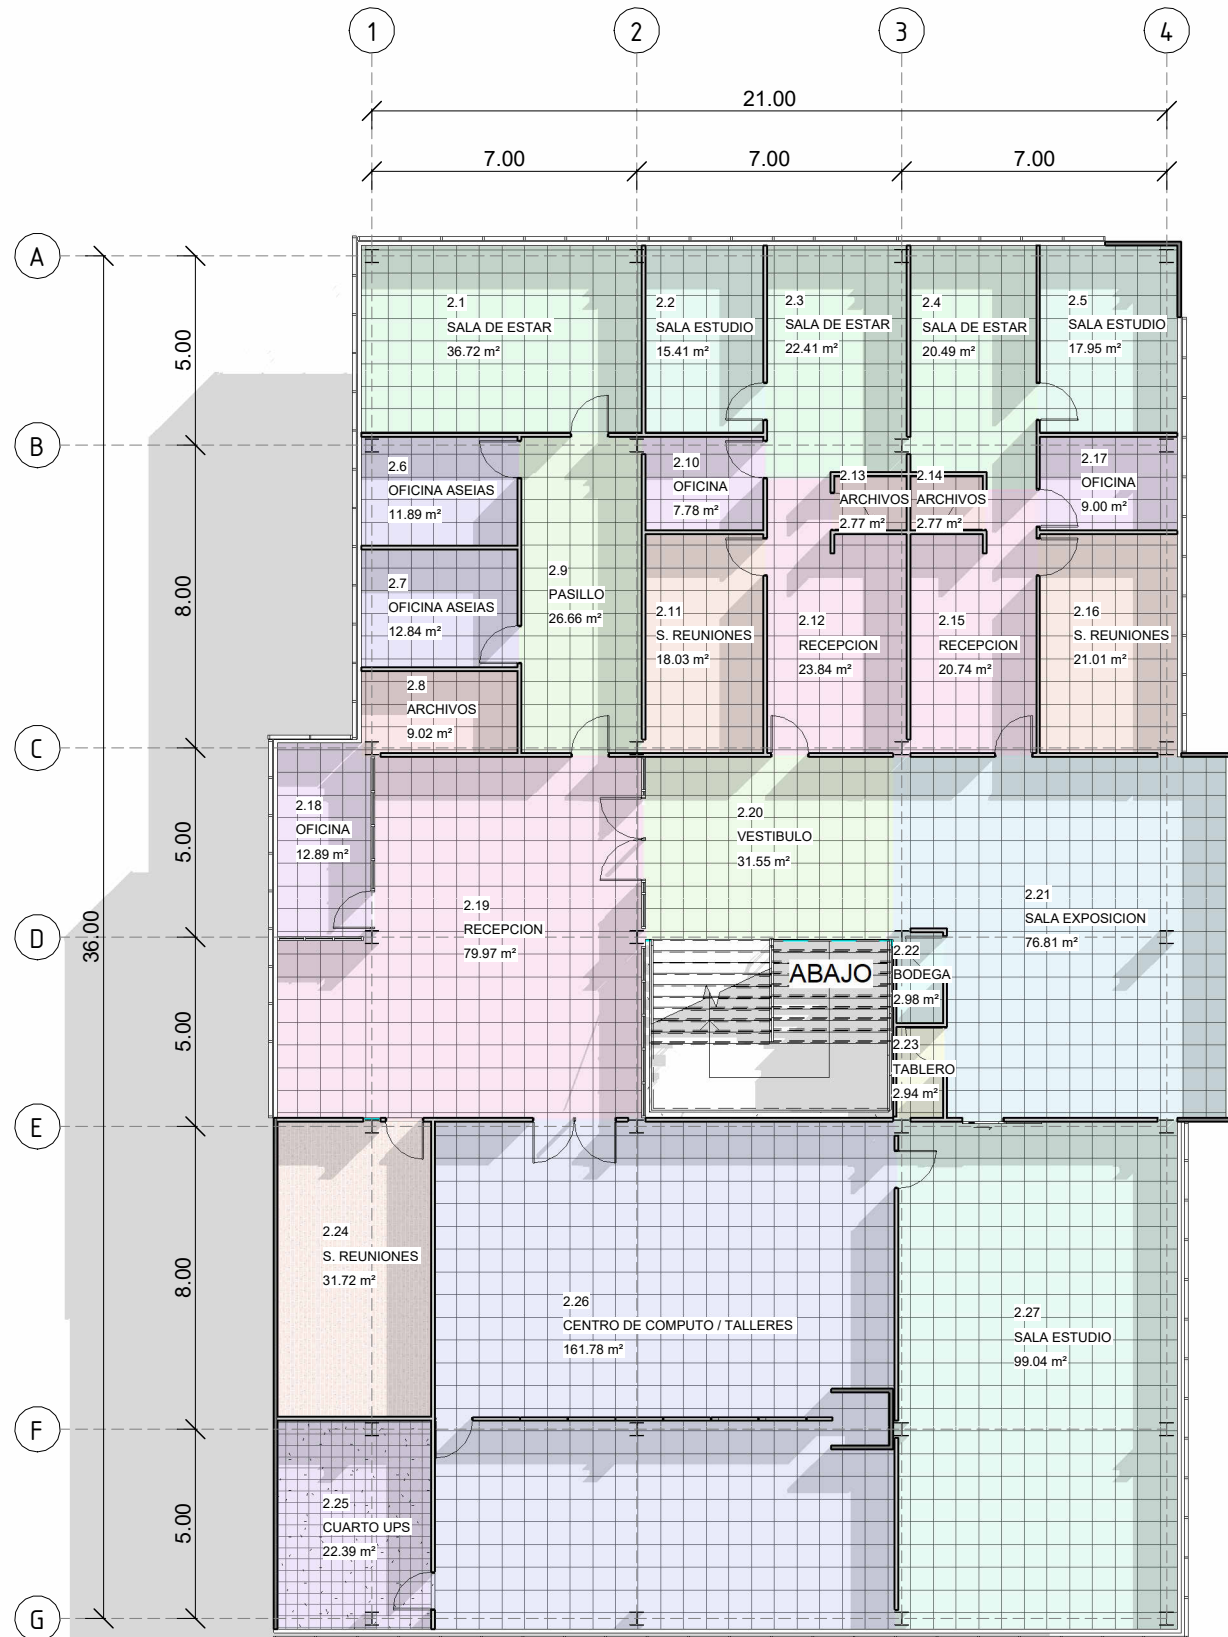 1
2
3
4
21.00
7.00
7.00
7.00
A
B
C
D
E
F
G
36.00
5.00
8.00
5.00
5.00
8.00
5.00
2.1
SALA DE ESTAR
36.72 m²
2.2
SALA ESTUDIO
15.41 m²
2.3
SALA DE ESTAR
22.41 m²
2.4
SALA DE ESTAR
20.49 m²
2.5
SALA ESTUDIO
17.95 m²
2.6
OFICINA ASEIAS
11.89 m²
2.7
OFICINA ASEIAS
12.84 m²
2.8
ARCHIVOS
9.02 m²
2.9
PASILLO
26.66 m²
2.10
OFICINA
7.78 m²
2.11
S. REUNIONES
18.03 m²
2.12
RECEPCION
23.84 m²
2.13
ARCHIVOS
2.77 m²
2.14
ARCHIVOS
2.77 m²
2.15
RECEPCION
20.74 m²
2.16
S. REUNIONES
21.01 m²
2.17
OFICINA
9.00 m²
2.18
OFICINA
12.89 m²
2.19
RECEPCION
79.97 m²
2.20
VESTIBULO
31.55 m²
2.21
SALA EXPOSICION
76.81 m²
ABAJO
2.22
BODEGA
2.98 m²
2.23
TABLERO
2.94 m²
2.24
S. REUNIONES
31.72 m²
2.25
CUARTO UPS
22.39 m²
2.26
CENTRO DE COMPUTO / TALLERES
161.78 m²
2.27
SALA ESTUDIO
99.04 m²